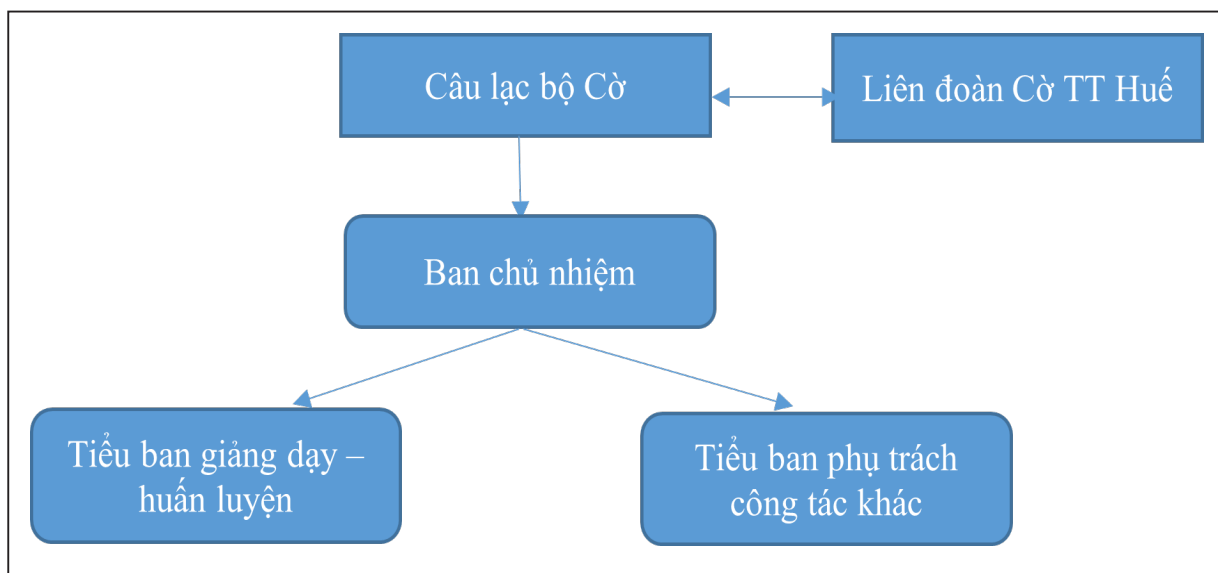 Câu lạc bộ Cờ
Liên đoàn Cờ TT Huế
Ban chủ nhiệm
Tiểu ban giảng dạy –
huấn luyện
Tiểu ban phụ trách
công tác khác